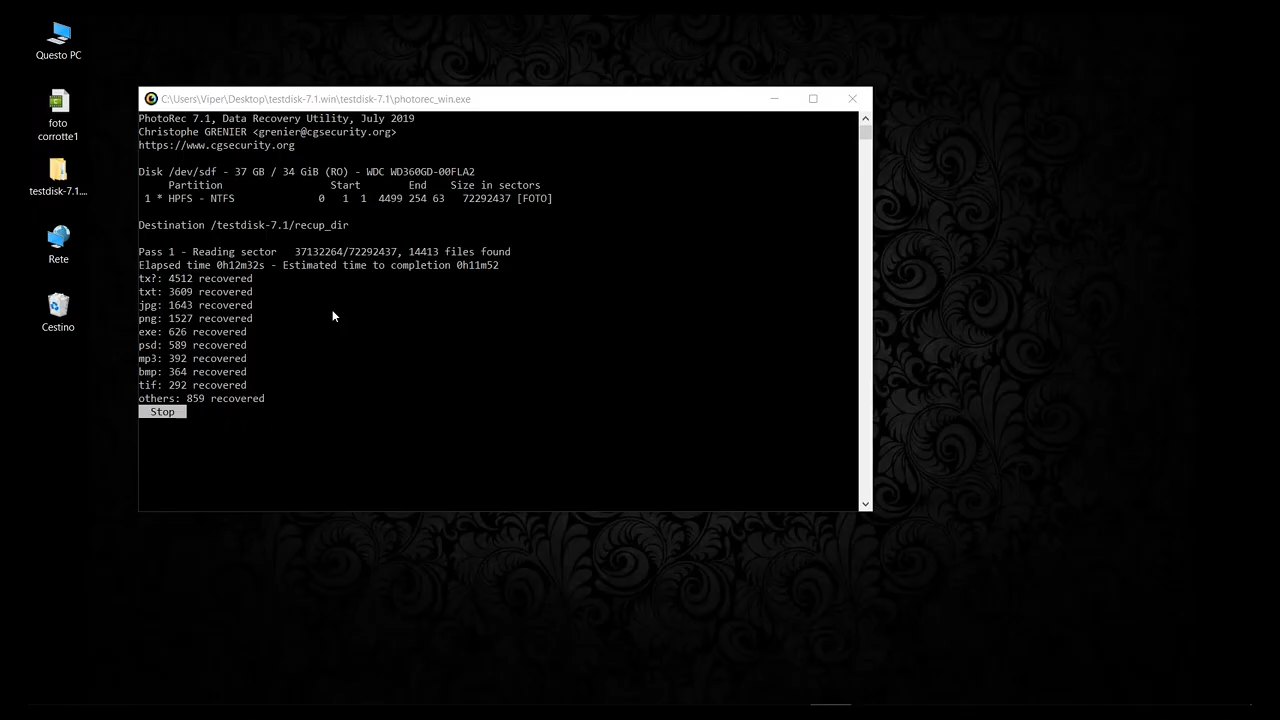 Questo PC
foto
corrotte1
testdisk-7.1....
Rete
Cestino
C:\Users\Viper\Desktop\testdisk-7.1.win\testdisk-7.1\photorec_win.exe
PhotoRec 7.1, Data Recovery Utility, July 2019
Christophe GRENIER <grenier@cgsecurity.org>
https://www.cgsecurity.org
Disk /dev/sdf - 37 GB / 34 GiB (RO) - WDC WD360GD-00FLA2
Partition Start End Size in sectors
1 * HPFS - NTFS 0 1 1 4499 254 63 72292437 [FOTO]
Destination /testdisk-7.1/recup_dir
Pass 1 - Reading sector 37132264/72292437, 14413 files found
Elapsed time 0h12m32s - Estimated time to completion 0h11m52
tx?: 4512 recovered
txt: 3609 recovered
jpg: 1643 recovered
png: 1527 recovered
exe: 626 recovered
psd: 589 recovered
mp3: 392 recovered
bmp: 364 recovered
tif: 292 recovered
others: 859 recovered
Stop